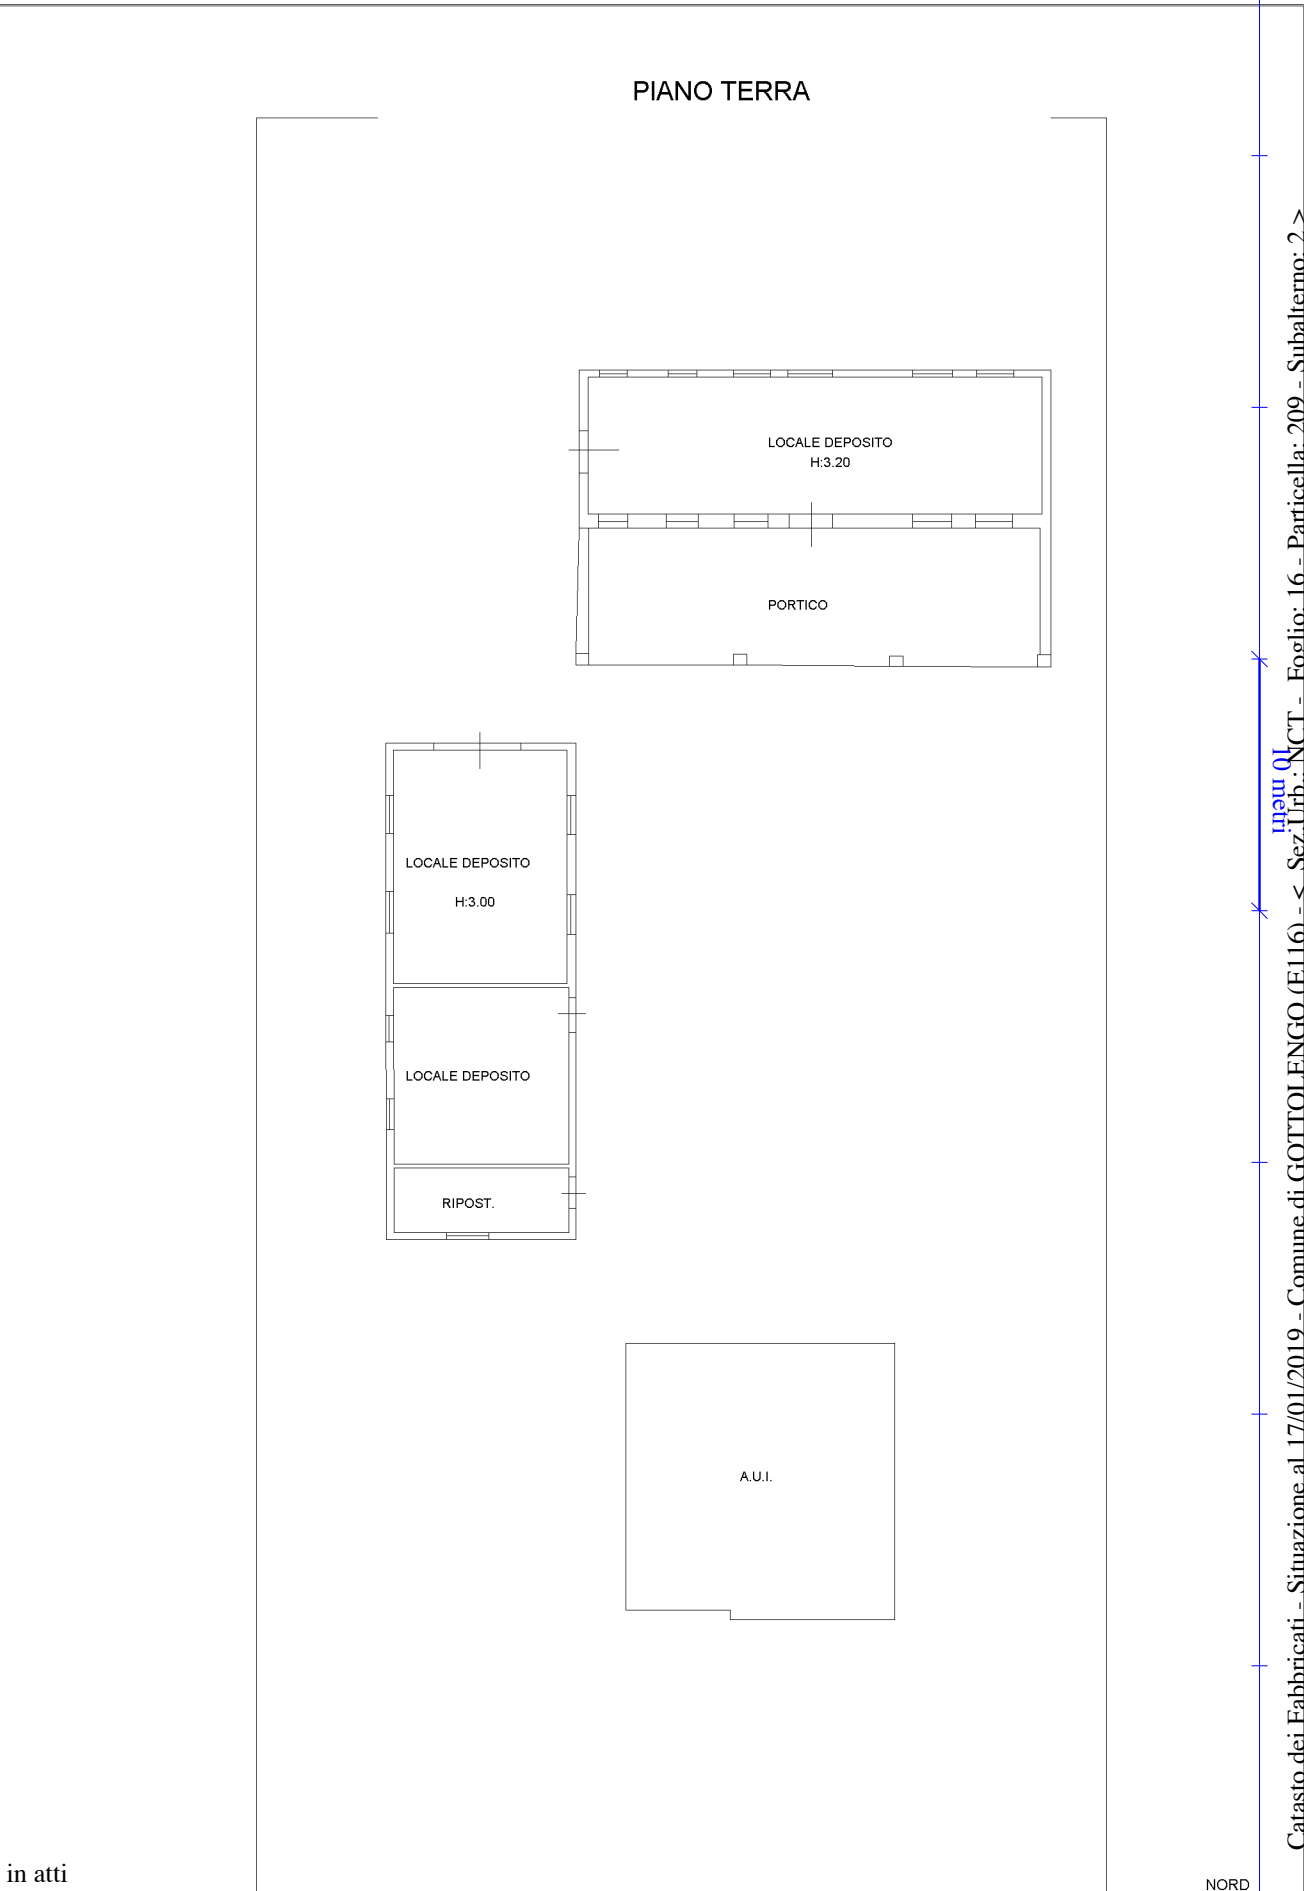 PIANO TERRA
LOCALE DEPOSITO
H:3.20
PORTICO
LOCALE DEPOSITO
H:3.00
LOCALE DEPOSITO
RIPOST.
A.U.I.
10 metri
Catasto dei Fabbricati - Situazione al 17/01/2019 - Comune di GOTTOLENGO (E116) - < Sez.Urb.: NCT - Foglio: 16 - Particella: 209 - Subalterno: 2 >
in atti
NORD